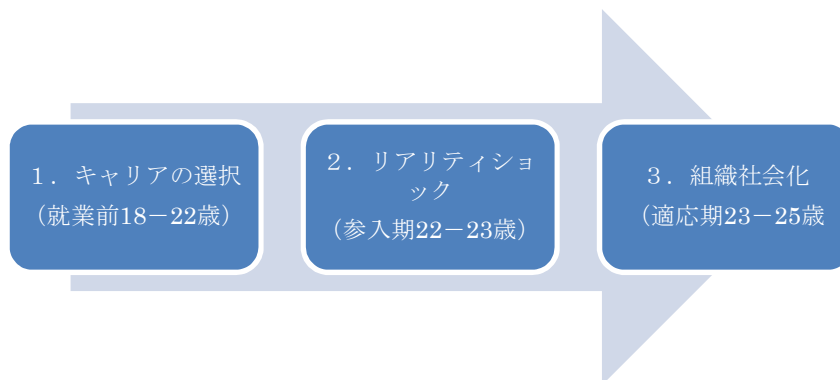 １．キャリアの選択
（就業前18－22歳）
２．リアリティショ
ック
（参入期22－23歳）
３．組織社会化
（適応期23－25歳